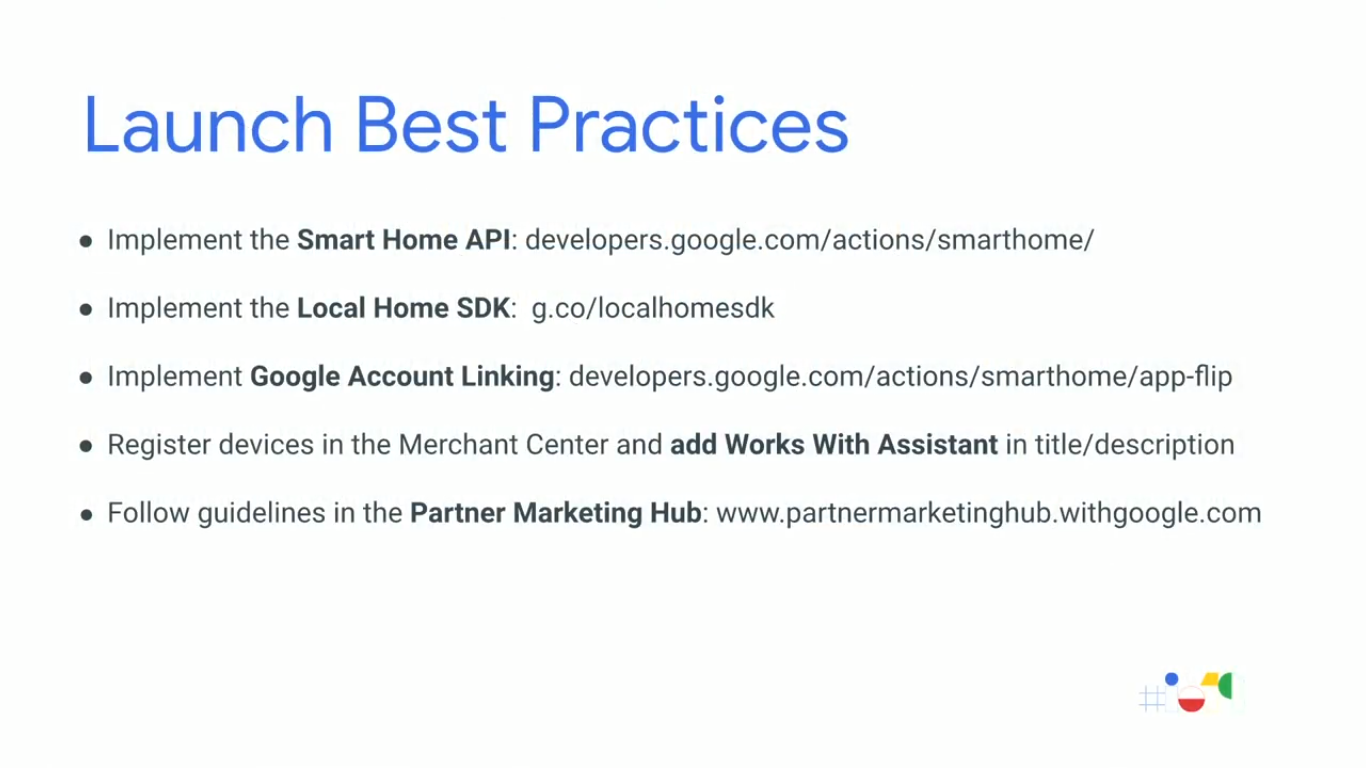 Launch Best Practices
● Implement the Smart Home API: developers.google.com/actions/smarthome/
● Implement the Local Home SDK:  g.co/localhomesdk
● Implement Google Account Linking: developers.google.com/actions/smarthome/app-flip
● Register devices in the Merchant Center and add Works With Assistant in title/description
● Follow guidelines in the Partner Marketing Hub: www.partnermarketinghub.withgoogle.com